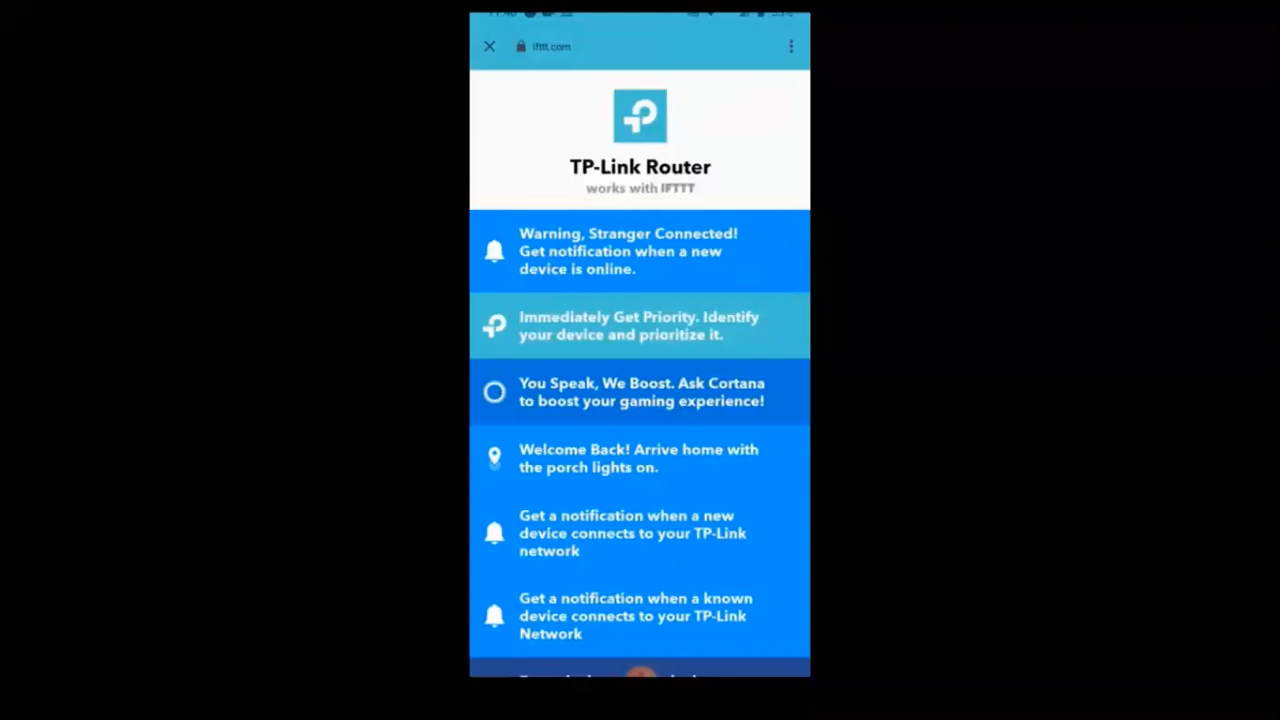 ifttt.com
TP-Link Router
works with IFTTT
Warning, Stranger Connected!
Get notification when a new
device is online.
Immediately Get Priority. Identify
your device and prioritize it.
You Speak, We Boost. Ask Cortana
to boost your gaming experience!
Welcome Back! Arrive home with
the porch lights on.
Get a notification when a new
device connects to your TP-Link
network
Get a notification when a known
device connects to your TP-Link
Network